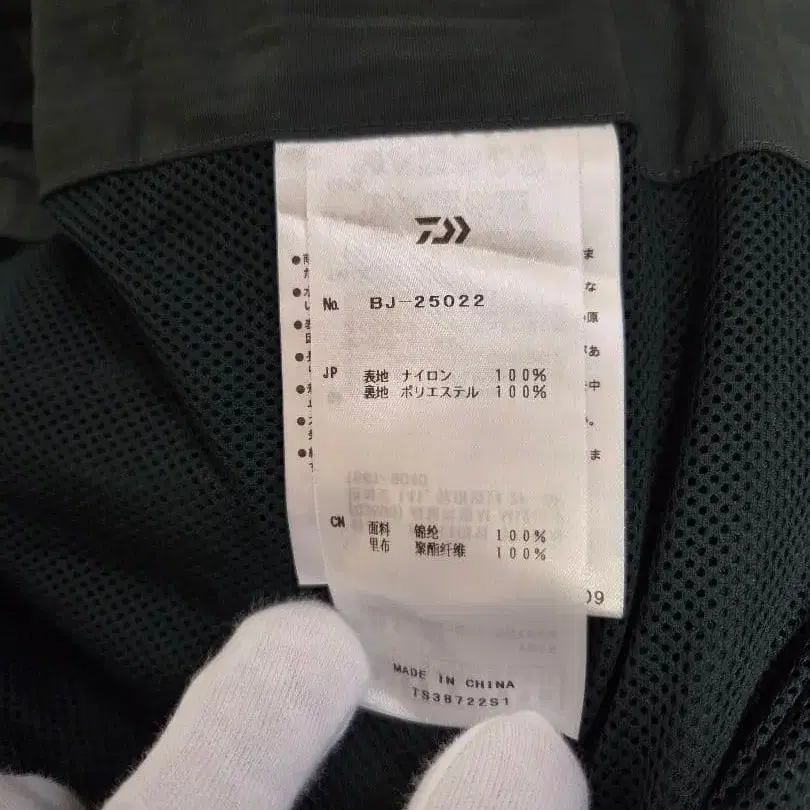 No. BJ-25022
JP 表地 ナイロン 100%
裏地 ポリエステル 100%
CN 面料 锦纶 100%
里布 聚酯纤维 100%
09
MADE IN CHINA
TS38722S1